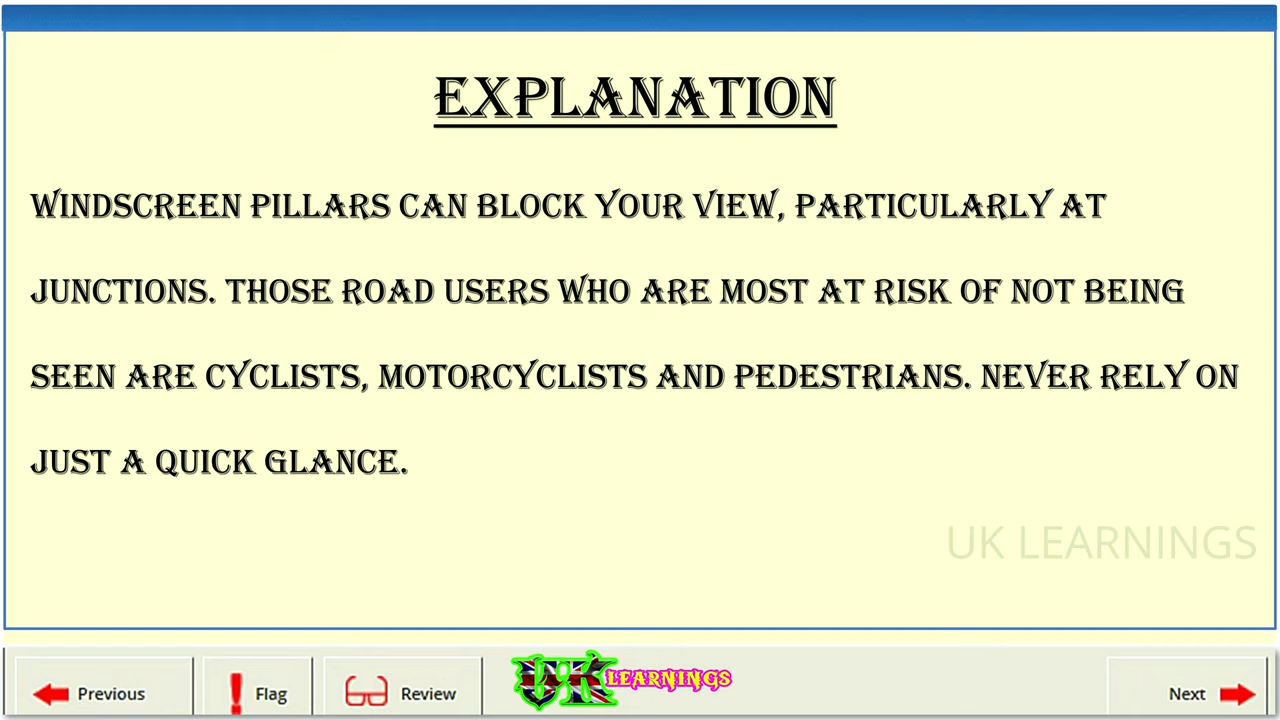 EXPLANATION
WINDSCREEN PILLARS CAN BLOCK YOUR VIEW, PARTICULARLY AT
JUNCTIONS. THOSE ROAD USERS WHO ARE MOST AT RISK OF NOT BEING
SEEN ARE CYCLISTS, MOTORCYCLISTS AND PEDESTRIANS. NEVER RELY ON
JUST A QUICK GLANCE.
UK LEARNINGS
Previous
Flag
Review
UK LEARNINGS
Next